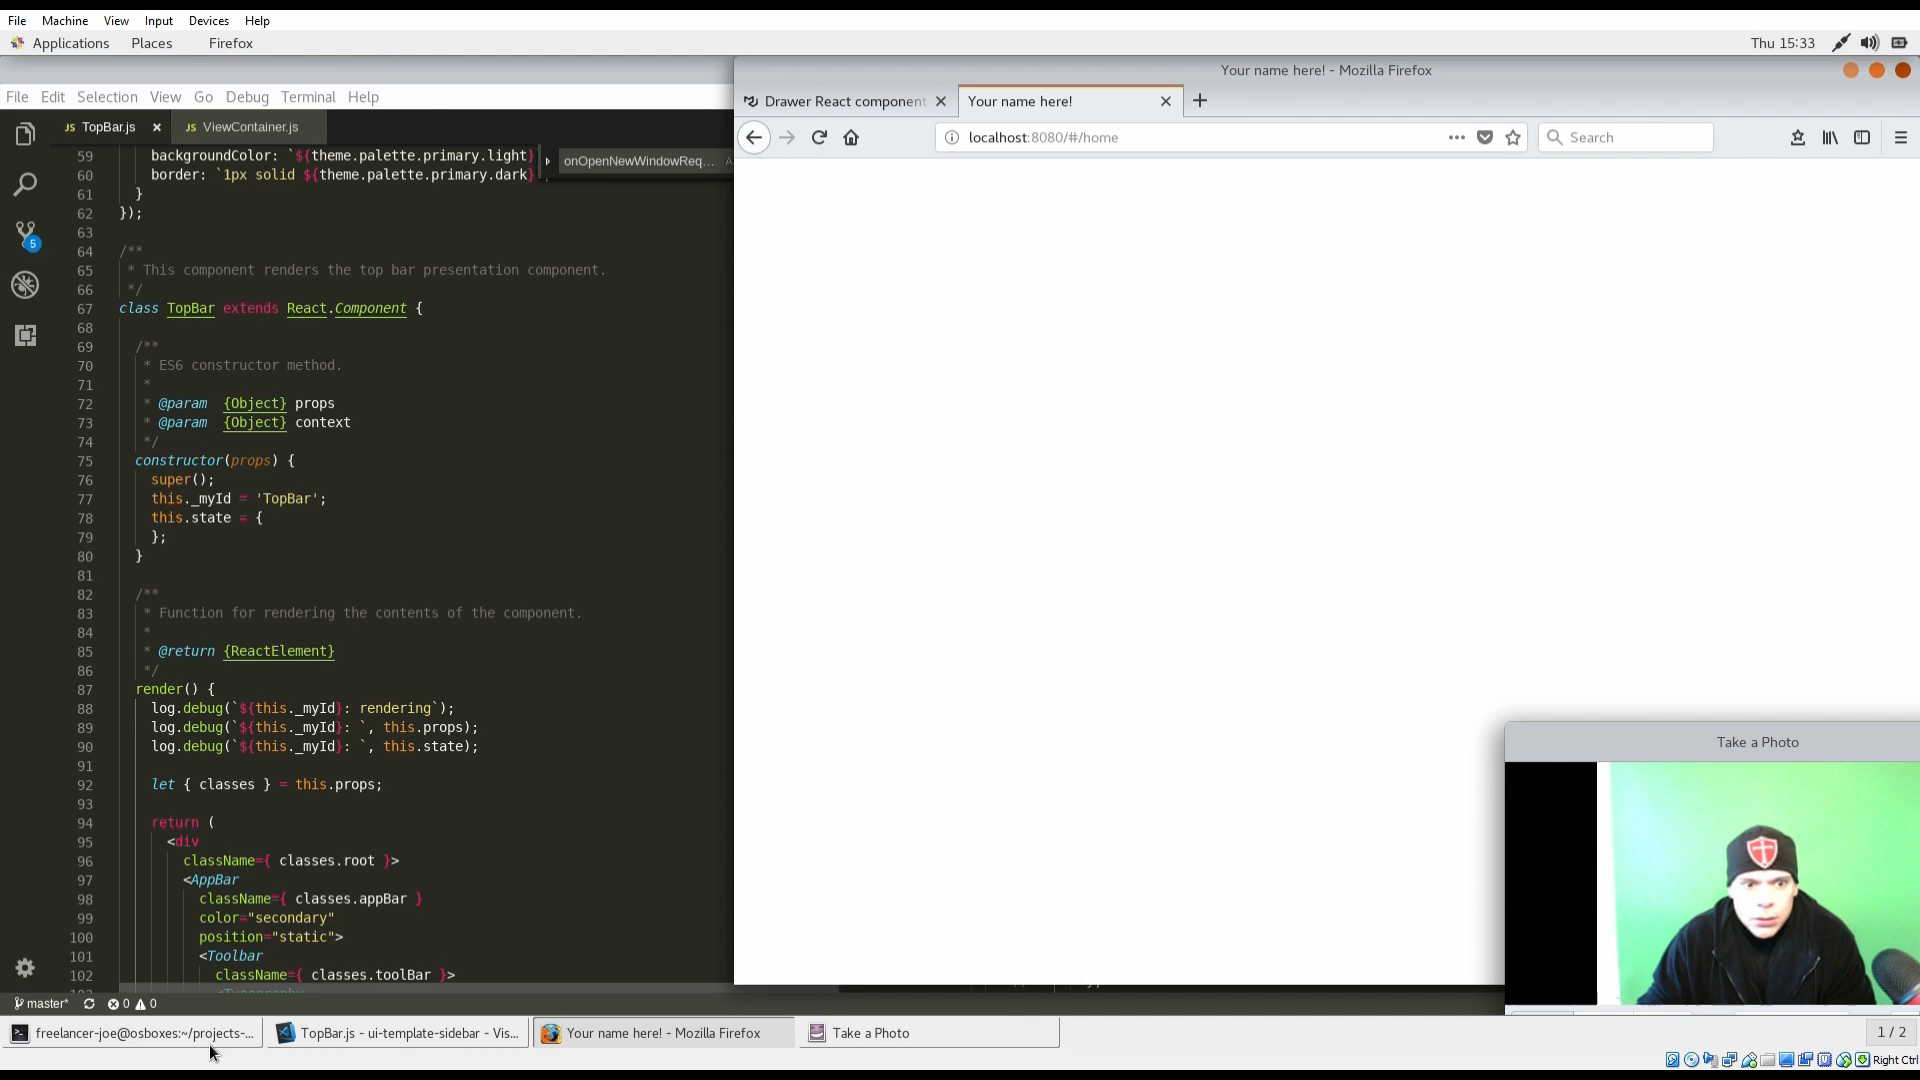 File Machine View Input Devices Help
Applications Places Firefox Thu 15:33
Your name here! - Mozilla Firefox
File Edit Selection View Go Debug Terminal Help
JS TopBar.js JS ViewContainer.js
Drawer React component Your name here!
localhost:8080/#/home Search
onOpenNewWindowReq...
59 backgroundColor: `${theme.palette.primary.light}
60 border: `1px solid ${theme.palette.primary.dark}
61 }
62 });
63
64 /**
65 * This component renders the top bar presentation component.
66 */
67 class TopBar extends React.Component {
68
69 /**
70 * ES6 constructor method.
71 *
72 * @param {Object} props
73 * @param {Object} context
74 */
75 constructor(props) {
76 super();
77 this._myId = 'TopBar';
78 this.state = {
79 };
80 }
81
82 /**
83 * Function for rendering the contents of the component.
84 *
85 * @return {ReactElement}
86 */
87 render() {
88 log.debug(`${this._myId}: rendering`);
89 log.debug(`${this._myId}: `, this.props);
90 log.debug(`${this._myId}: `, this.state);
91
92 let { classes } = this.props;
93
94 return (
95 <div
96 className={ classes.root }>
97 <AppBar
98 className={ classes.appBar }
99 color="secondary"
100 position="static">
101 <Toolbar
102 className={ classes.toolBar }>
5
Take a Photo
master* 0 0
freelancer-joe@osboxes:~/projects-... TopBar.js - ui-template-sidebar - Vis... Your name here! - Mozilla Firefox Take a Photo 1 / 2
Right Ctrl